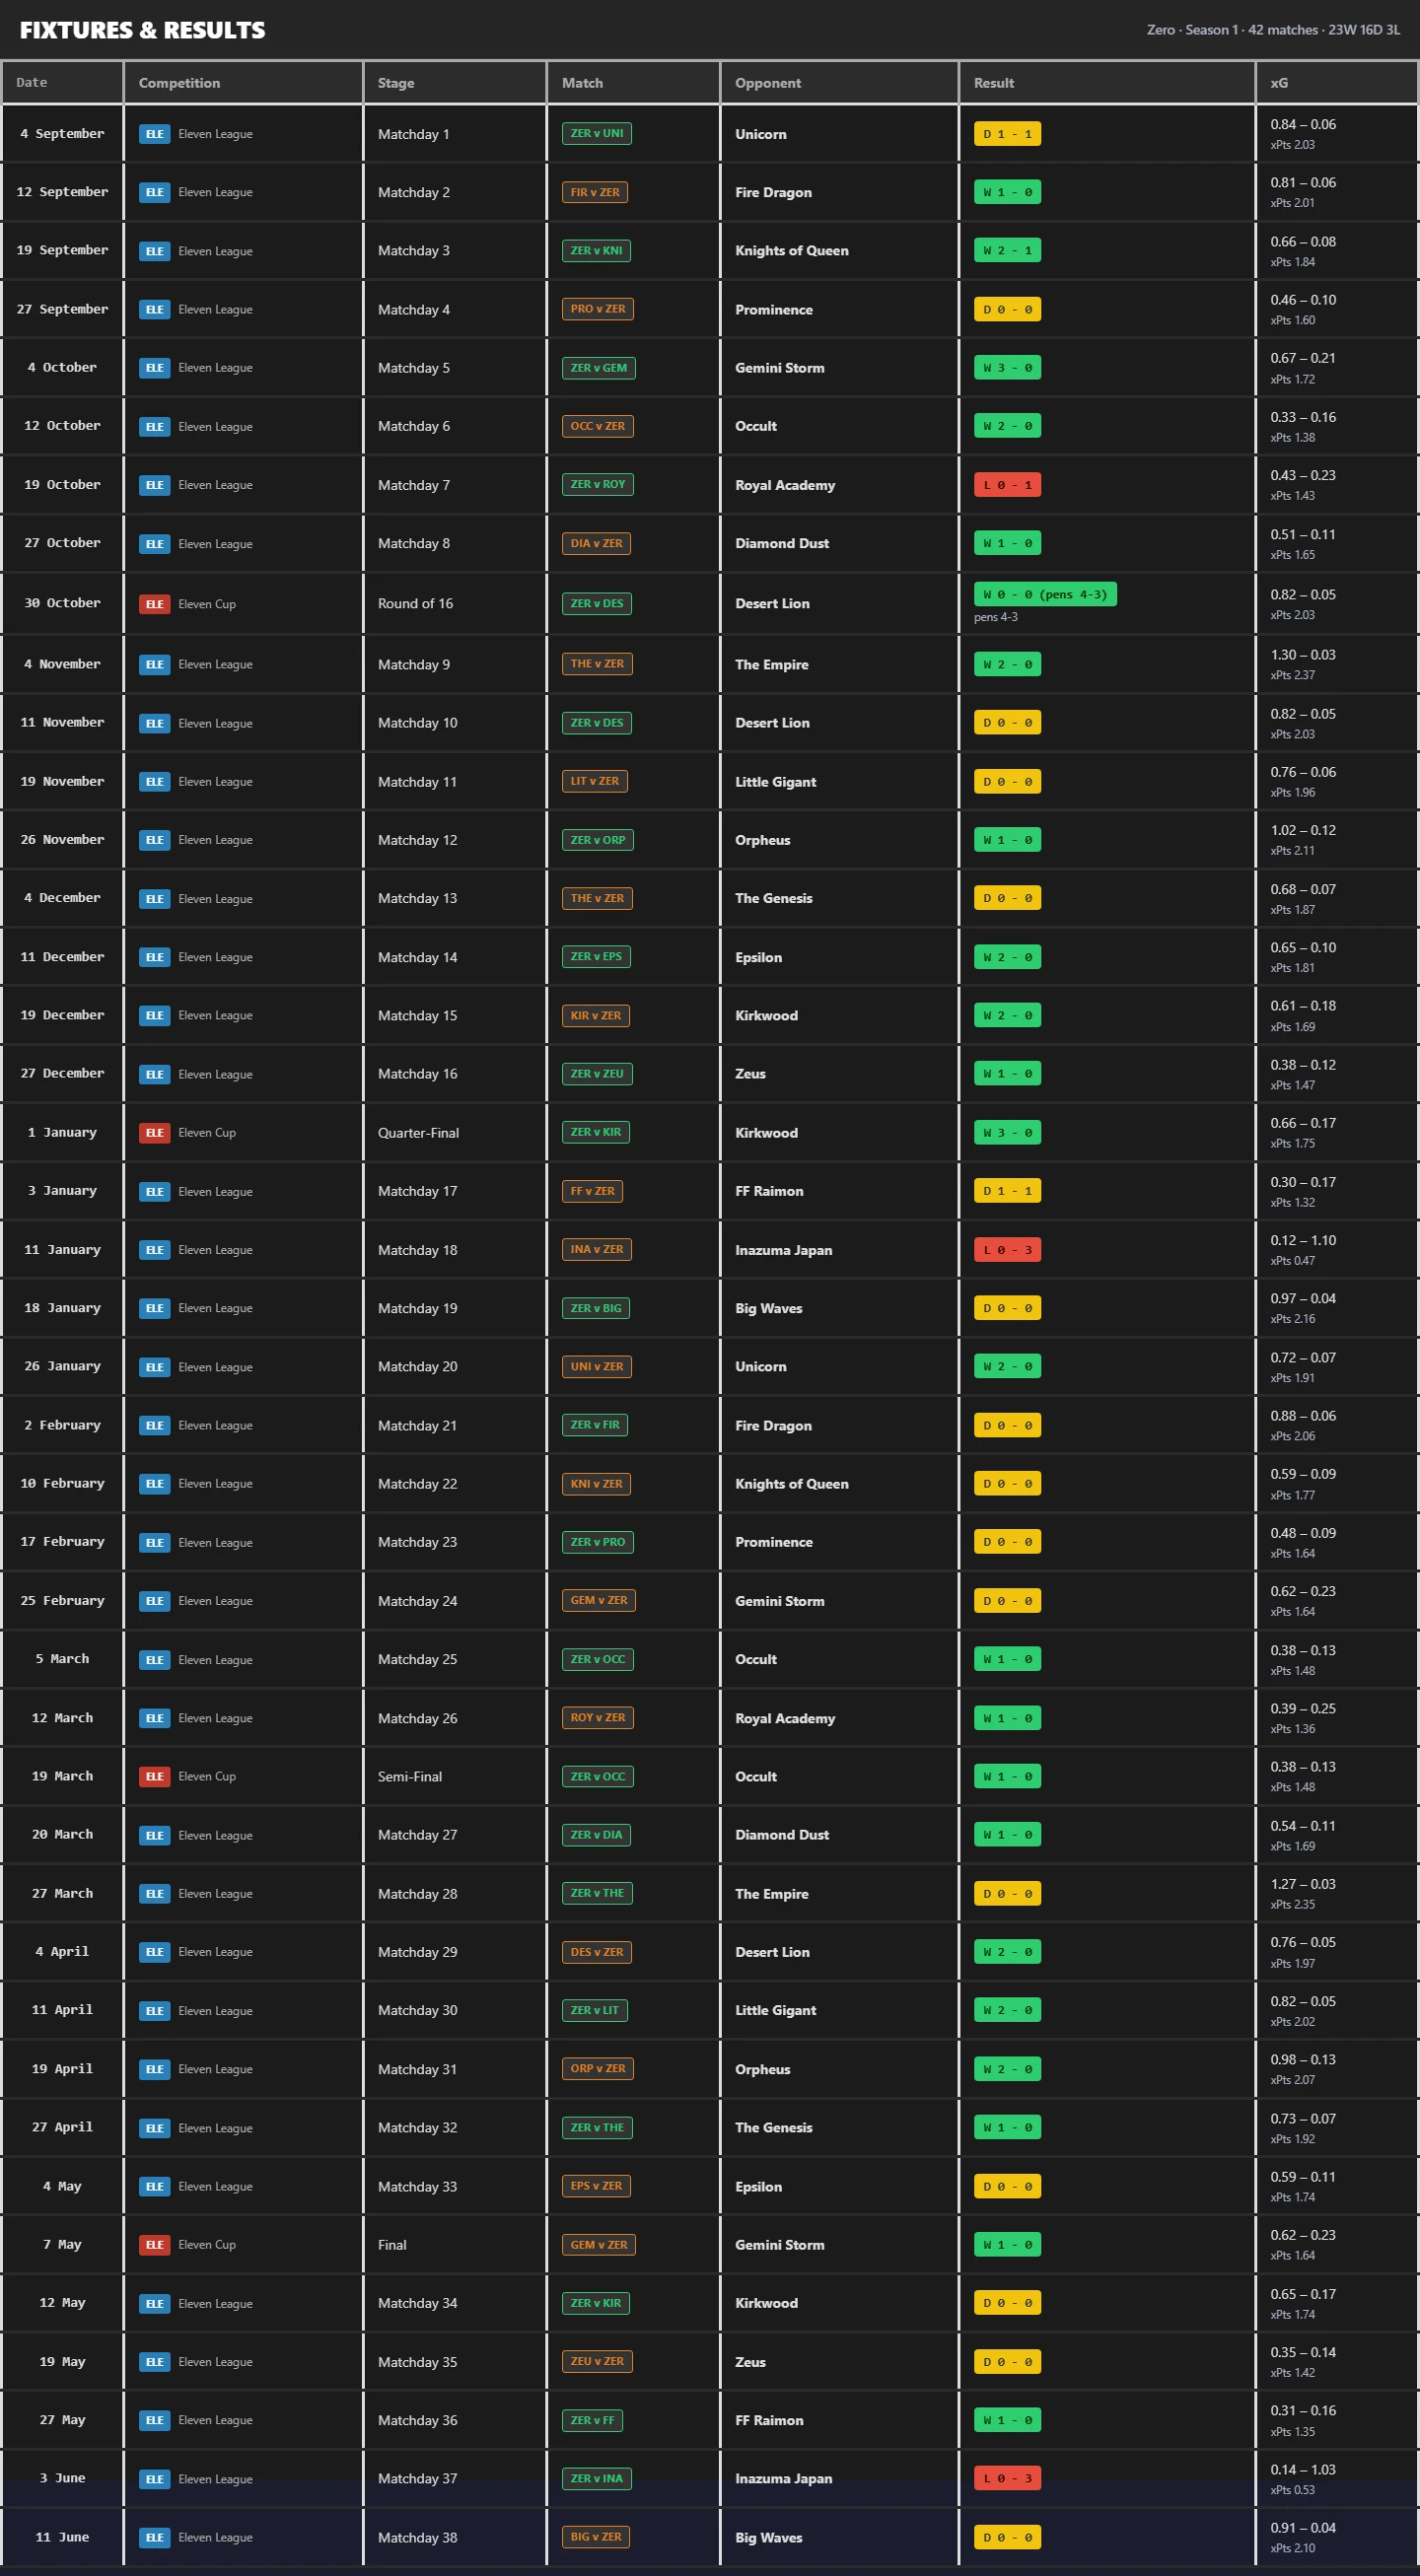 FIXTURES & RESULTS
Zero · Season 1 · 42 matches · 23W 16D 3L
Date Competition Stage Match Opponent Result xG
4 September ELE Eleven League Matchday 1 ZER v UNI Unicorn D 1 - 1 0.84 – 0.06
xPts 2.03
12 September ELE Eleven League Matchday 2 FIR v ZER Fire Dragon W 1 - 0 0.81 – 0.06
xPts 2.01
19 September ELE Eleven League Matchday 3 ZER v KNI Knights of Queen W 2 - 1 0.66 – 0.08
xPts 1.84
27 September ELE Eleven League Matchday 4 PRO v ZER Prominence D 0 - 0 0.46 – 0.10
xPts 1.60
4 October ELE Eleven League Matchday 5 ZER v GEM Gemini Storm W 3 - 0 0.67 – 0.21
xPts 1.72
12 October ELE Eleven League Matchday 6 OCC v ZER Occult W 2 - 0 0.33 – 0.16
xPts 1.38
19 October ELE Eleven League Matchday 7 ZER v ROY Royal Academy L 0 - 1 0.43 – 0.23
xPts 1.43
27 October ELE Eleven League Matchday 8 DIA v ZER Diamond Dust W 1 - 0 0.51 – 0.11
xPts 1.65
30 October ELE Eleven Cup Round of 16 ZER v DES Desert Lion W 0 - 0 (pens 4-3) 0.82 – 0.05
pens 4-3 xPts 2.03
4 November ELE Eleven League Matchday 9 THE v ZER The Empire W 2 - 0 1.30 – 0.03
xPts 2.37
11 November ELE Eleven League Matchday 10 ZER v DES Desert Lion D 0 - 0 0.82 – 0.05
xPts 2.03
19 November ELE Eleven League Matchday 11 LIT v ZER Little Gigant D 0 - 0 0.76 – 0.06
xPts 1.96
26 November ELE Eleven League Matchday 12 ZER v ORP Orpheus W 1 - 0 1.02 – 0.12
xPts 2.11
4 December ELE Eleven League Matchday 13 THE v ZER The Genesis D 0 - 0 0.68 – 0.07
xPts 1.87
11 December ELE Eleven League Matchday 14 ZER v EPS Epsilon W 2 - 0 0.65 – 0.10
xPts 1.81
19 December ELE Eleven League Matchday 15 KIR v ZER Kirkwood W 2 - 0 0.61 – 0.18
xPts 1.69
27 December ELE Eleven League Matchday 16 ZER v ZEU Zeus W 1 - 0 0.38 – 0.12
xPts 1.47
1 January ELE Eleven Cup Quarter-Final ZER v KIR Kirkwood W 3 - 0 0.66 – 0.17
xPts 1.75
3 January ELE Eleven League Matchday 17 FF v ZER FF Raimon D 1 - 1 0.30 – 0.17
xPts 1.32
11 January ELE Eleven League Matchday 18 INA v ZER Inazuma Japan L 0 - 3 0.12 – 1.10
xPts 0.47
18 January ELE Eleven League Matchday 19 ZER v BIG Big Waves D 0 - 0 0.97 – 0.04
xPts 2.16
26 January ELE Eleven League Matchday 20 UNI v ZER Unicorn W 2 - 0 0.72 – 0.07
xPts 1.91
2 February ELE Eleven League Matchday 21 ZER v FIR Fire Dragon D 0 - 0 0.88 – 0.06
xPts 2.06
10 February ELE Eleven League Matchday 22 KNI v ZER Knights of Queen D 0 - 0 0.59 – 0.09
xPts 1.77
17 February ELE Eleven League Matchday 23 ZER v PRO Prominence D 0 - 0 0.48 – 0.09
xPts 1.64
25 February ELE Eleven League Matchday 24 GEM v ZER Gemini Storm D 0 - 0 0.62 – 0.23
xPts 1.64
5 March ELE Eleven League Matchday 25 ZER v OCC Occult W 1 - 0 0.38 – 0.13
xPts 1.48
12 March ELE Eleven League Matchday 26 ROY v ZER Royal Academy W 1 - 0 0.39 – 0.25
xPts 1.36
19 March ELE Eleven Cup Semi-Final ZER v OCC Occult W 1 - 0 0.38 – 0.13
xPts 1.48
20 March ELE Eleven League Matchday 27 ZER v DIA Diamond Dust W 1 - 0 0.54 – 0.11
xPts 1.69
27 March ELE Eleven League Matchday 28 ZER v THE The Empire D 0 - 0 1.27 – 0.03
xPts 2.35
4 April ELE Eleven League Matchday 29 DES v ZER Desert Lion W 2 - 0 0.76 – 0.05
xPts 1.97
11 April ELE Eleven League Matchday 30 ZER v LIT Little Gigant W 2 - 0 0.82 – 0.05
xPts 2.02
19 April ELE Eleven League Matchday 31 ORP v ZER Orpheus W 2 - 0 0.98 – 0.13
xPts 2.07
27 April ELE Eleven League Matchday 32 ZER v THE The Genesis W 1 - 0 0.73 – 0.07
xPts 1.92
4 May ELE Eleven League Matchday 33 EPS v ZER Epsilon D 0 - 0 0.59 – 0.11
xPts 1.74
7 May ELE Eleven Cup Final GEM v ZER Gemini Storm W 1 - 0 0.62 – 0.23
xPts 1.64
12 May ELE Eleven League Matchday 34 ZER v KIR Kirkwood D 0 - 0 0.65 – 0.17
xPts 1.74
19 May ELE Eleven League Matchday 35 ZEU v ZER Zeus D 0 - 0 0.35 – 0.14
xPts 1.42
27 May ELE Eleven League Matchday 36 ZER v FF FF Raimon W 1 - 0 0.31 – 0.16
xPts 1.35
3 June ELE Eleven League Matchday 37 ZER v INA Inazuma Japan L 0 - 3 0.14 – 1.03
xPts 0.53
11 June ELE Eleven League Matchday 38 BIG v ZER Big Waves D 0 - 0 0.91 – 0.04
xPts 2.10